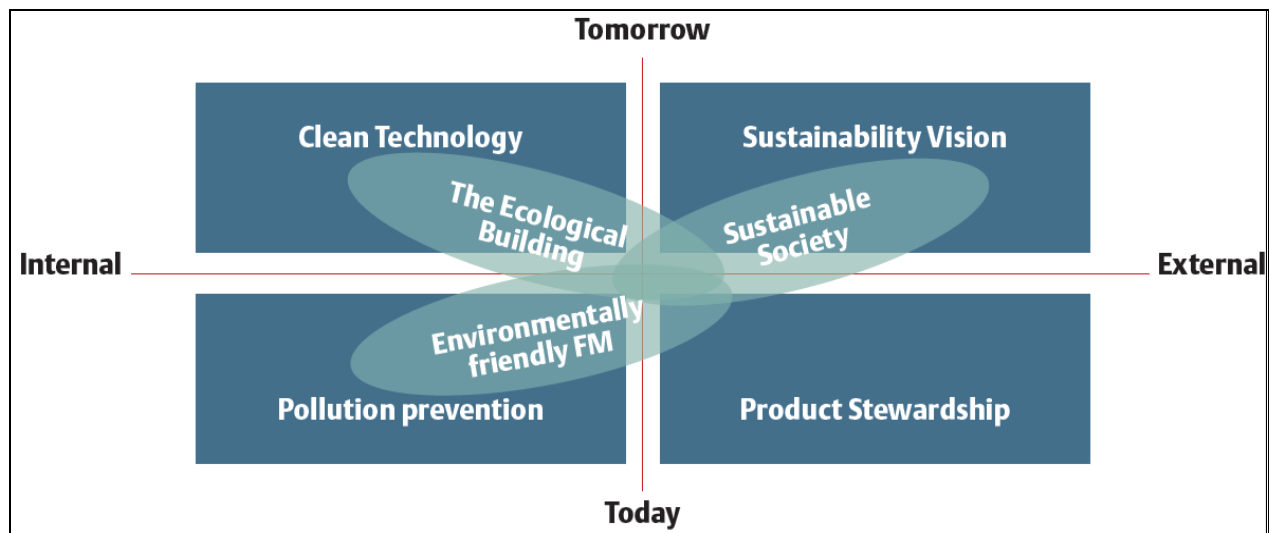 Tomorrow
Clean Technology
Sustainability Vision
The Ecological
Building
Sustainable
Society
Internal
External
Environmentally
friendly FM
Pollution prevention
Product Stewardship
Today